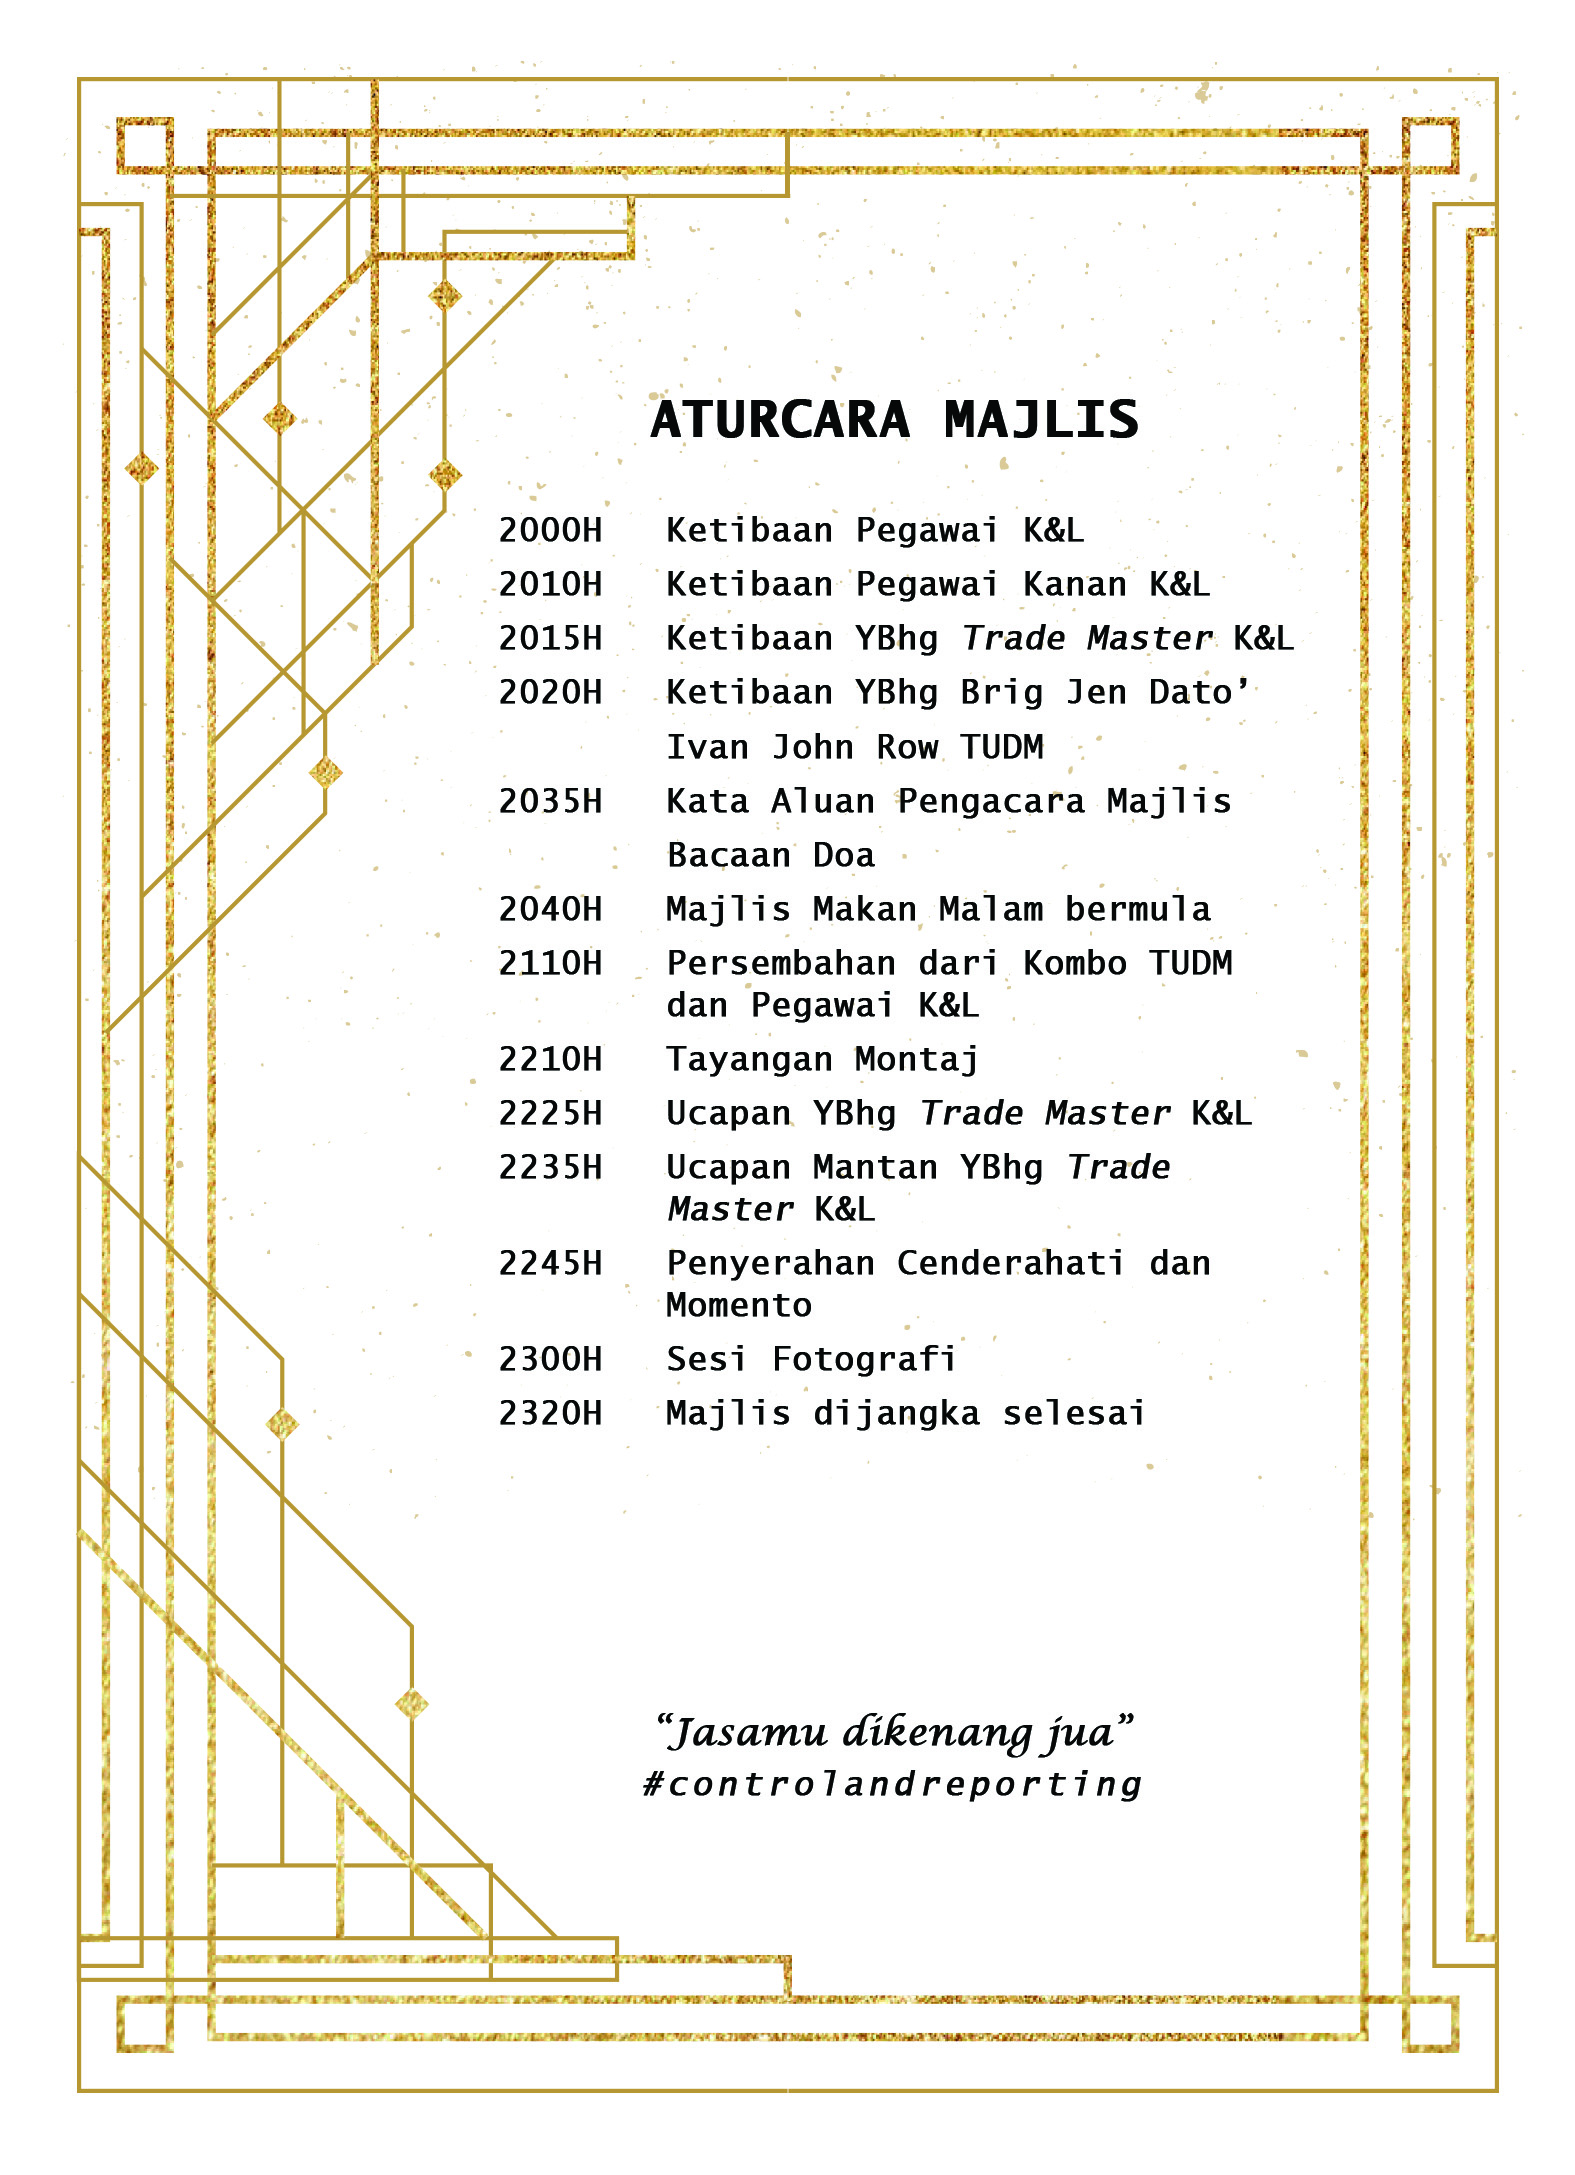 ATURCARA MAJLIS
2000H Ketibaan Pegawai K&L
2010H Ketibaan Pegawai Kanan K&L
2015H Ketibaan YBhg Trade Master K&L
2020H Ketibaan YBhg Brig Jen Dato’
Ivan John Row TUDM
2035H Kata Aluan Pengacara Majlis
Bacaan Doa
2040H Majlis Makan Malam bermula
2110H Persembahan dari Kombo TUDM
dan Pegawai K&L
2210H Tayangan Montaj
2225H Ucapan YBhg Trade Master K&L
2235H Ucapan Mantan YBhg Trade
Master K&L
2245H Penyerahan Cenderahati dan
Momento
2300H Sesi Fotografi
2320H Majlis dijangka selesai
“Jasamu dikenang jua”
#controlandreporting